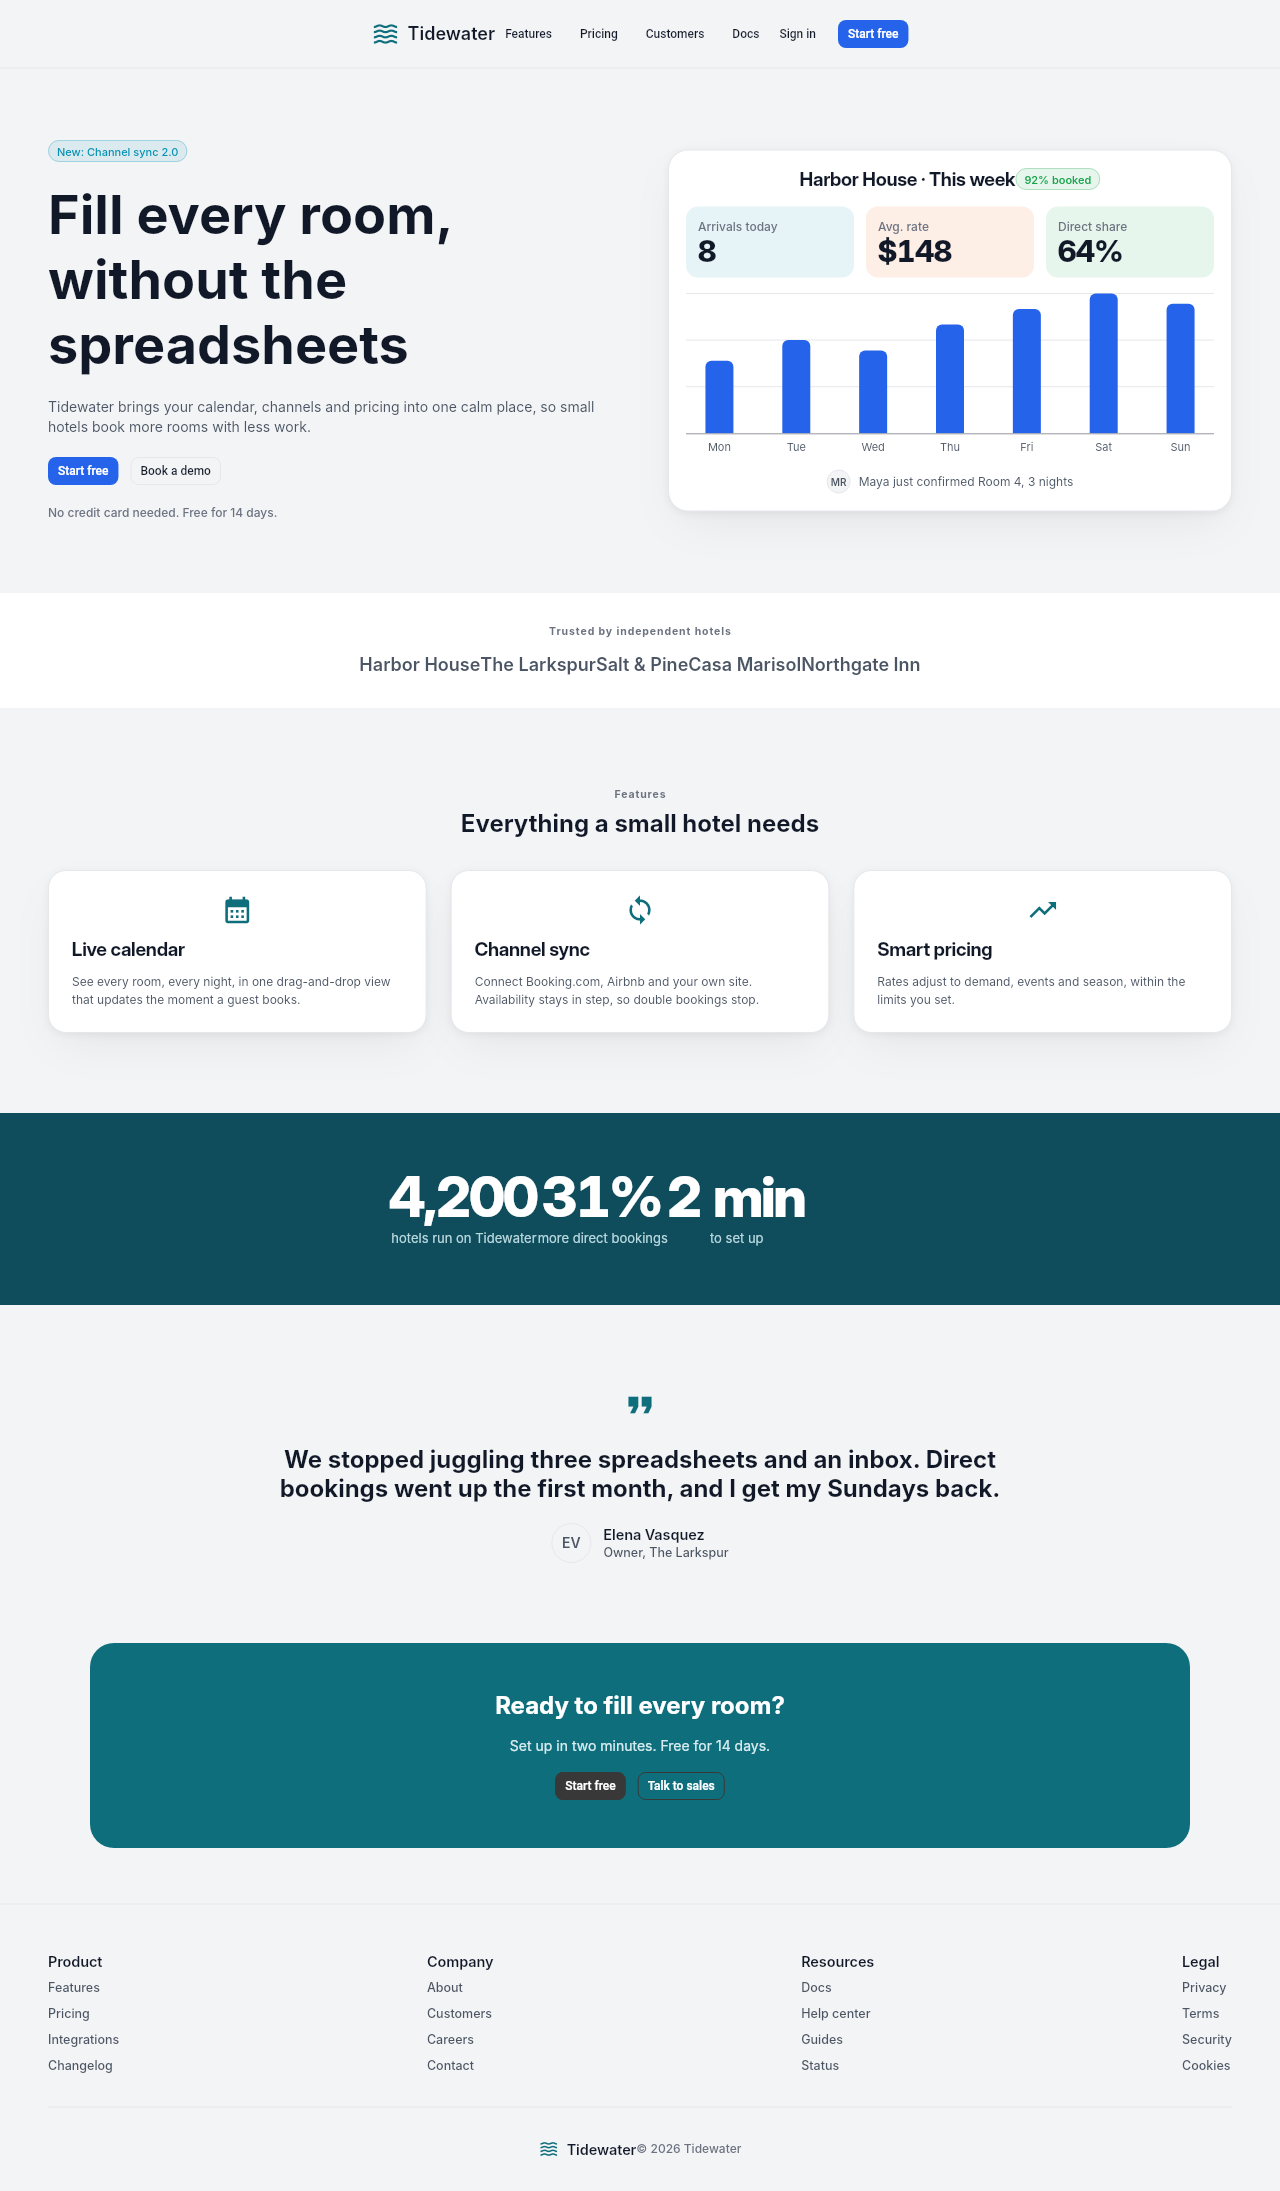 Tidewater Features Pricing Customers Docs Sign in Start free
New: Channel sync 2.0
Fill every room,
without the
spreadsheets
Tidewater brings your calendar, channels and pricing into one calm place, so small
hotels book more rooms with less work.
Start free Book a demo
No credit card needed. Free for 14 days.
Harbor House · This week 92% booked
Arrivals today Avg. rate Direct share
8 $148 64%
Mon Tue Wed Thu Fri Sat Sun
MR Maya just confirmed Room 4, 3 nights
Trusted by independent hotels
Harbor House The Larkspur Salt & Pine Casa Marisol Northgate Inn
Features
Everything a small hotel needs
Live calendar
See every room, every night, in one drag-and-drop view
that updates the moment a guest books.
Channel sync
Connect Booking.com, Airbnb and your own site.
Availability stays in step, so double bookings stop.
Smart pricing
Rates adjust to demand, events and season, within the
limits you set.
4,200 31% 2 min
hotels run on Tidewater more direct bookings to set up
We stopped juggling three spreadsheets and an inbox. Direct
bookings went up the first month, and I get my Sundays back.
EV Elena Vasquez
Owner, The Larkspur
Ready to fill every room?
Set up in two minutes. Free for 14 days.
Start free Talk to sales
Product
Features
Pricing
Integrations
Changelog
Company
About
Customers
Careers
Contact
Resources
Docs
Help center
Guides
Status
Legal
Privacy
Terms
Security
Cookies
Tidewater © 2026 Tidewater